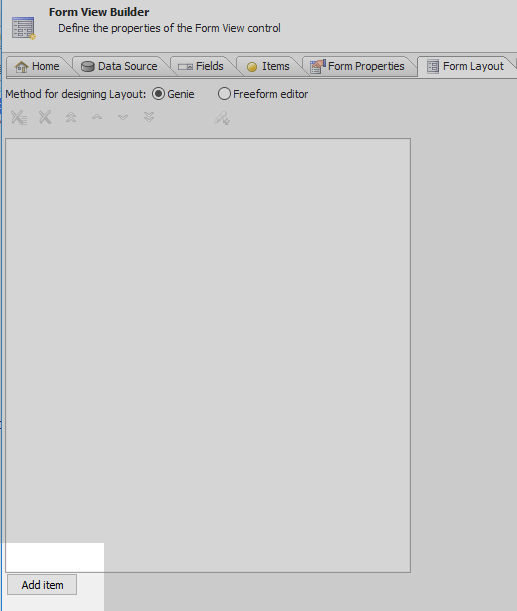 Form View Builder
Define the properties of the Form View control
Home Data Source Fields Items Form Properties Form Layout
Method for designing Layout: Genie Freeform editor
Add item